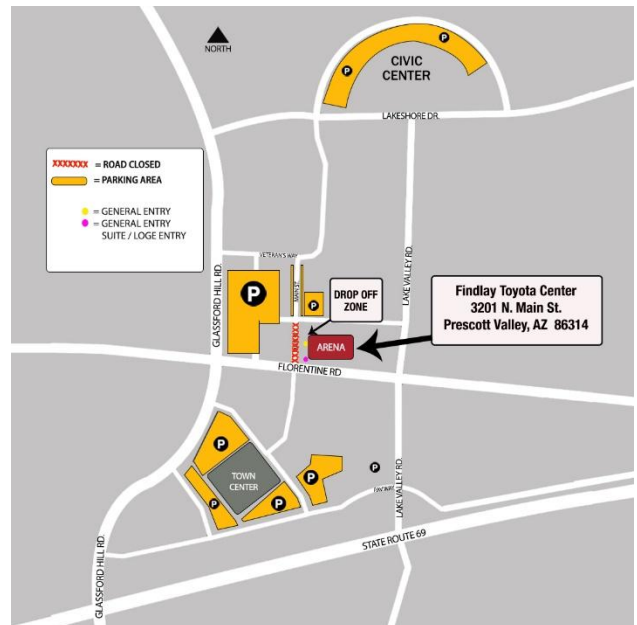 NORTH
P
P
CIVIC
CENTER
LAKESHORE DR.
XXXXXXX = ROAD CLOSED
= PARKING AREA
= GENERAL ENTRY
= GENERAL ENTRY
SUITE / LOGE ENTRY
GLASSFORD HILL RD.
VETERAN'S WAY
MAIN ST.
LAKE VALLEY RD.
P
P
DROP OFF
ZONE
Findlay Toyota Center
3201 N. Main St.
Prescott Valley, AZ 86314
XXXXXXXX
ARENA
FLORENTINE RD
P
TOWN
CENTER
P
P
P
P
LAKE VALLEY RD.
STATE ROUTE 69
GLASSFORD HILL RD.